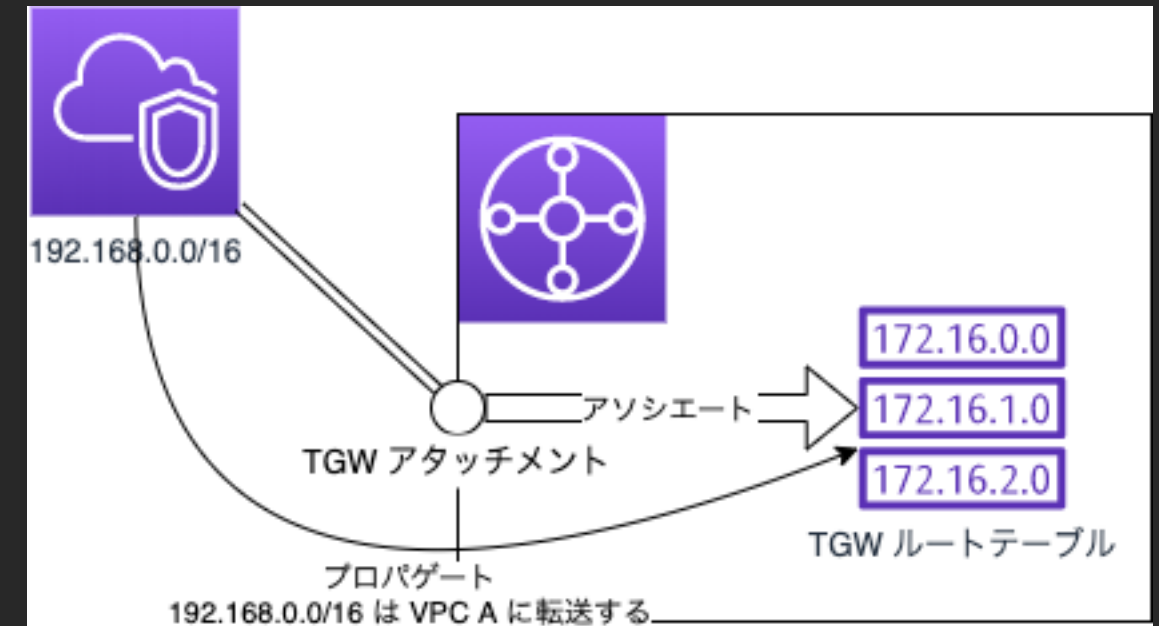 192.168.0.0/16
172.16.0.0
アソシエート
172.16.1.0
TGW アタッチメント
172.16.2.0
TGW ルートテーブル
プロパゲート
192.168.0.0/16 は VPC A に転送する